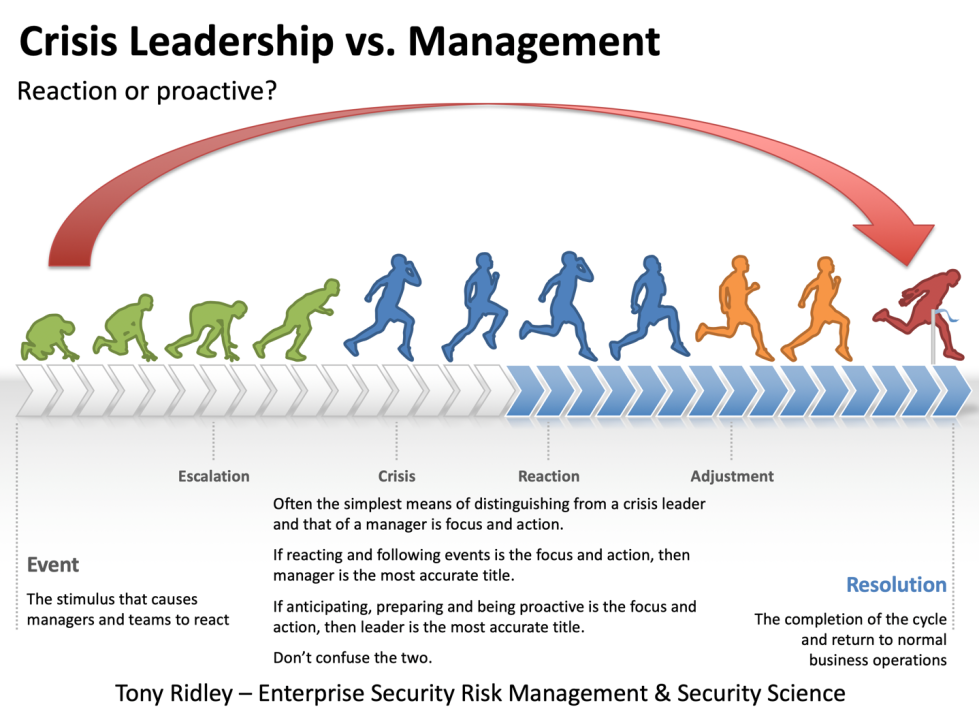 Crisis Leadership vs. Management
Reaction or proactive?
Escalation
Crisis
Reaction
Adjustment
Often the simplest means of distinguishing from a crisis leader
and that of a manager is focus and action.
If reacting and following events is the focus and action, then
manager is the most accurate title.
If anticipating, preparing and being proactive is the focus and
action, then leader is the most accurate title.
Don’t confuse the two.
Event
The stimulus that causes
managers and teams to react
Resolution
The completion of the cycle
and return to normal
business operations
Tony Ridley – Enterprise Security Risk Management & Security Science